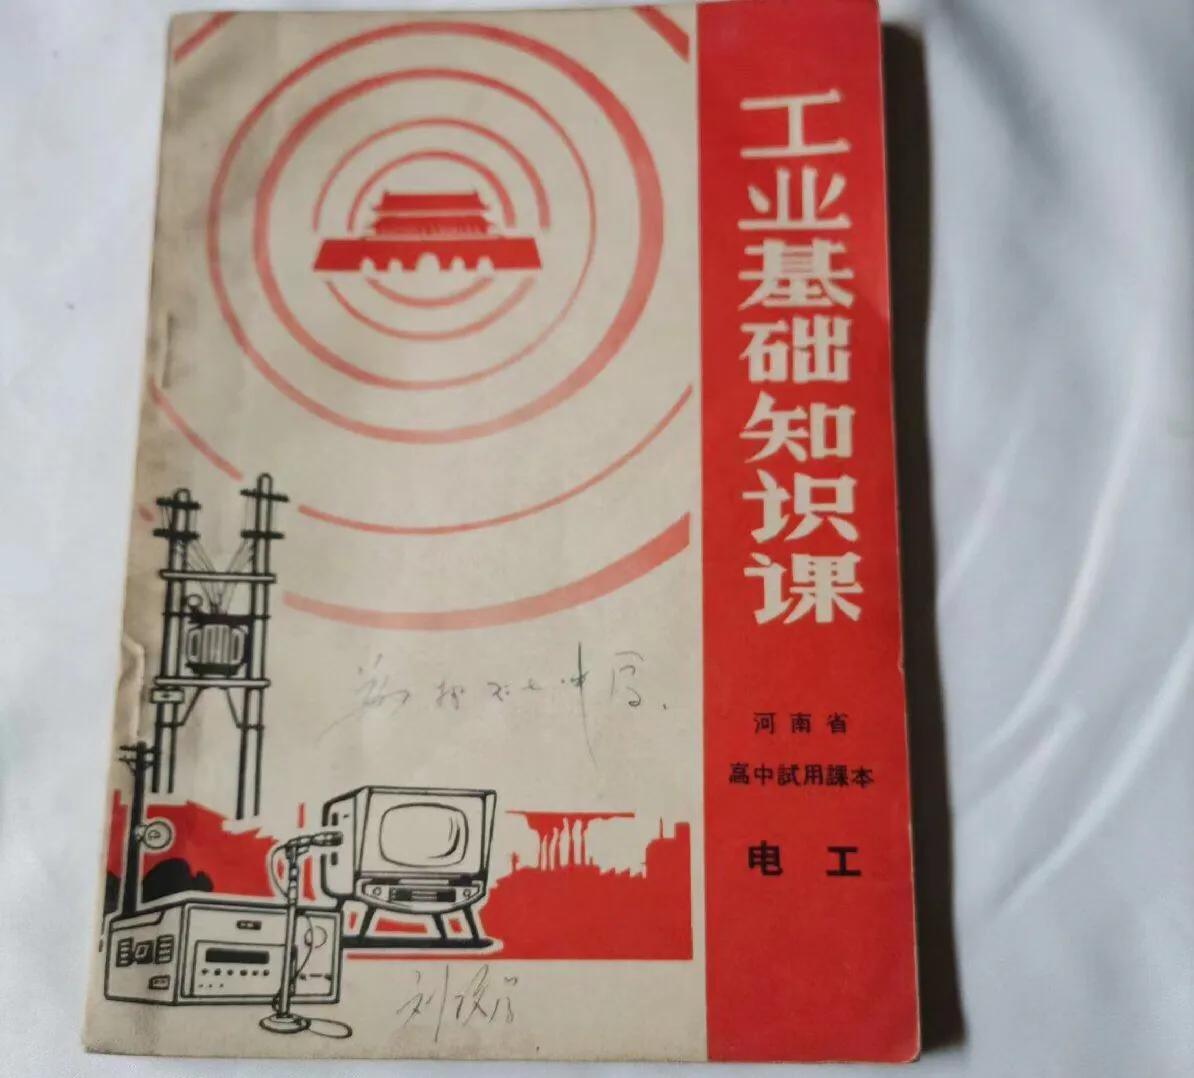 工业基础知识课
河南省
高中試用課本
电工